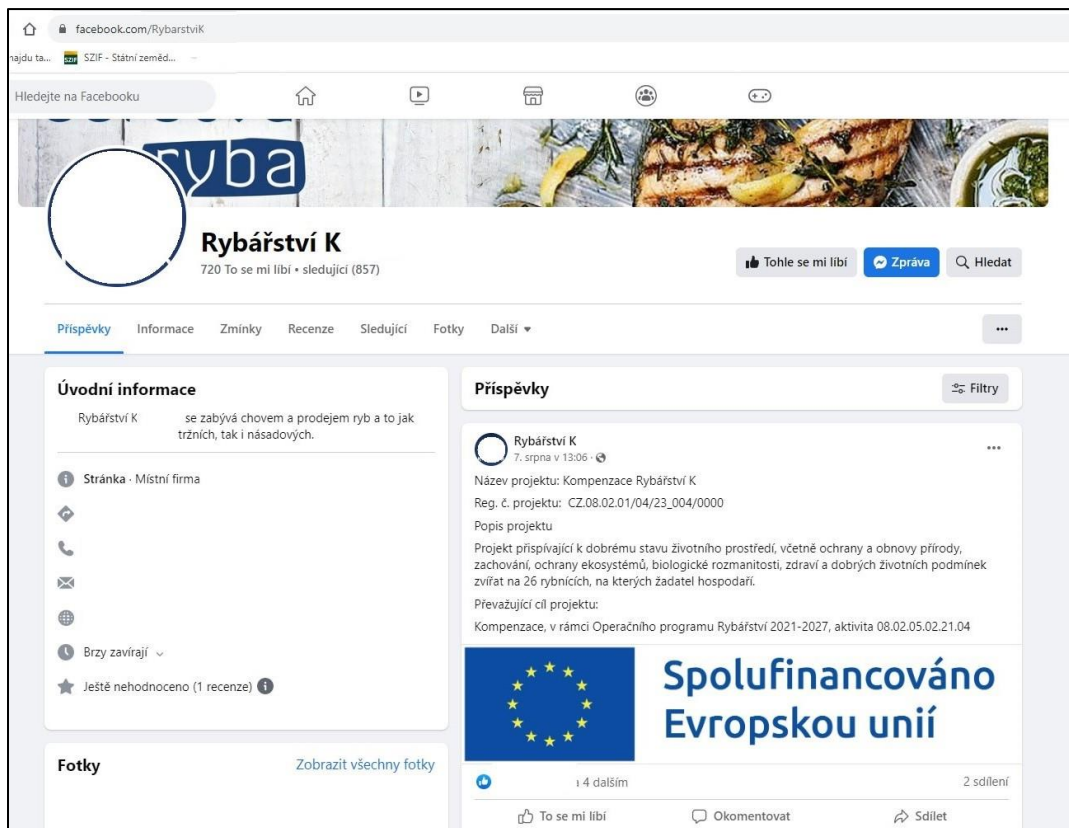 facebook.com/RybarstviK
najdu ta... SZIF - Státní zeměd...
Hledejte na Facebooku
ryba
Rybářství K
720 To se mi líbí • sledující (857)
Tohle se mi líbí
Zpráva
Hledat
Příspěvky Informace Zmínky Recenze Sledující Fotky Další
Úvodní informace
Rybářství K se zabývá chovem a prodejem ryb a to jak
tržních, tak i násadových.
Stránka · Místní firma
Brzy zavírají
Ještě nehodnoceno (1 recenze)
Fotky Zobrazit všechny fotky
Příspěvky Filtry
Rybářství K
7. srpna v 13:06 ·
Název projektu: Kompenzace Rybářství K
Reg. č. projektu: CZ.08.02.01/04/23_004/0000
Popis projektu
Projekt přispívající k dobrému stavu životního prostředí, včetně ochrany a obnovy přírody,
zachování, ochrany ekosystémů, biologické rozmanitosti, zdraví a dobrých životních podmínek
zvířat na 26 rybnících, na kterých žadatel hospodaří.
Převažující cíl projektu:
Kompenzace, v rámci Operačního programu Rybářství 2021-2027, aktivita 08.02.05.02.21.04
Spolufinancováno
Evropskou unií
4 dalším 2 sdílení
To se mi líbí Okomentovat Sdílet